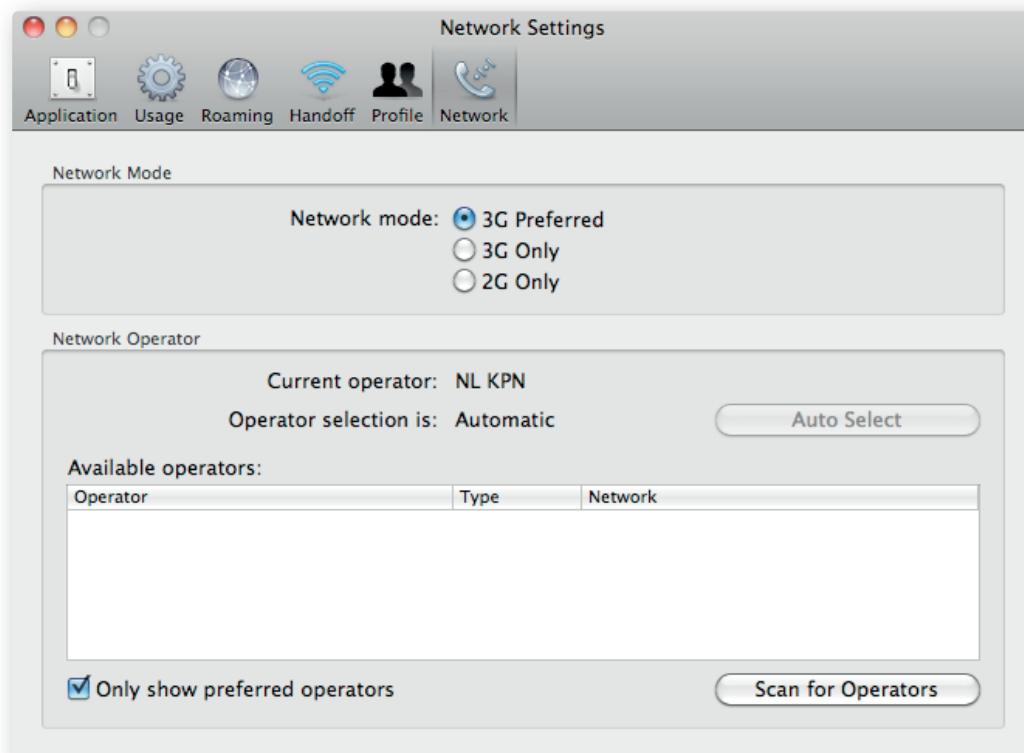 Network Settings
Application Usage Roaming Handoff Profile Network
Network Mode
Network mode: 3G Preferred
3G Only
2G Only
Network Operator
Current operator: NL KPN
Operator selection is: Automatic Auto Select
Available operators:
Operator Type Network
Only show preferred operators Scan for Operators